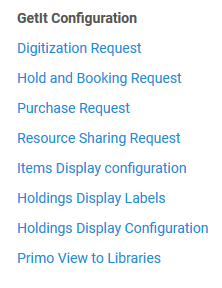 GetIt Configuration
Digitization Request
Hold and Booking Request
Purchase Request
Resource Sharing Request
Items Display configuration
Holdings Display Labels
Holdings Display Configuration
Primo View to Libraries